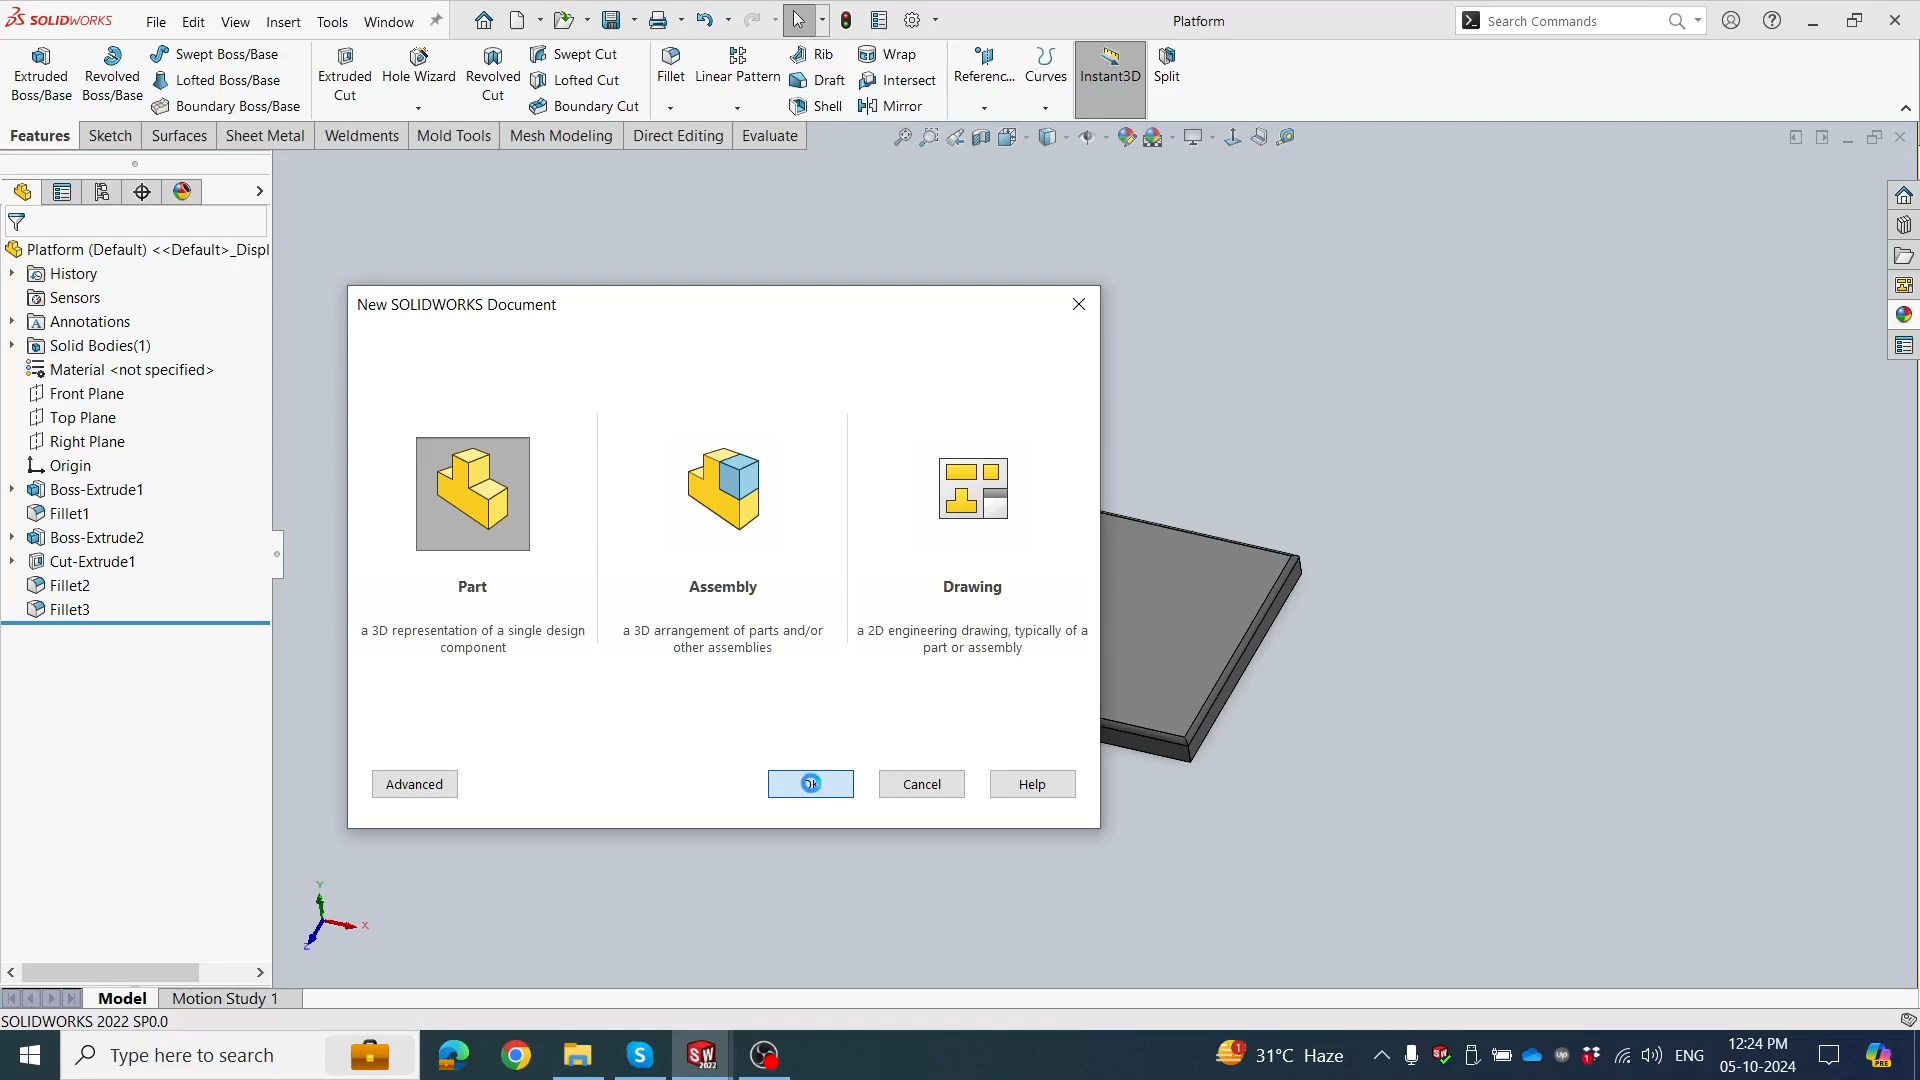 SOLIDWORKS
File
Edit
View
Insert
Tools
Window
Platform
Search Commands
Extruded Boss/Base
Revolved Boss/Base
Swept Boss/Base
Lofted Boss/Base
Boundary Boss/Base
Extruded Cut
Hole Wizard
Revolved Cut
Swept Cut
Lofted Cut
Boundary Cut
Fillet
Linear Pattern
Rib
Draft
Shell
Wrap
Intersect
Mirror
Referenc...
Curves
Instant3D
Split
Features
Sketch
Surfaces
Sheet Metal
Weldments
Mold Tools
Mesh Modeling
Direct Editing
Evaluate
Platform (Default) <<Default>_Displ
History
Sensors
Annotations
Solid Bodies(1)
Material <not specified>
Front Plane
Top Plane
Right Plane
Origin
Boss-Extrude1
Fillet1
Boss-Extrude2
Cut-Extrude1
Fillet2
Fillet3
New SOLIDWORKS Document
Part
a 3D representation of a single design
component
Assembly
a 3D arrangement of parts and/or
other assemblies
Drawing
a 2D engineering drawing, typically of a
part or assembly
Advanced
Cancel
Help
Y
X
Z
Model
Motion Study 1
SOLIDWORKS 2022 SP0.0
Type here to search
31°C Haze
ENG
12:24 PM
05-10-2024